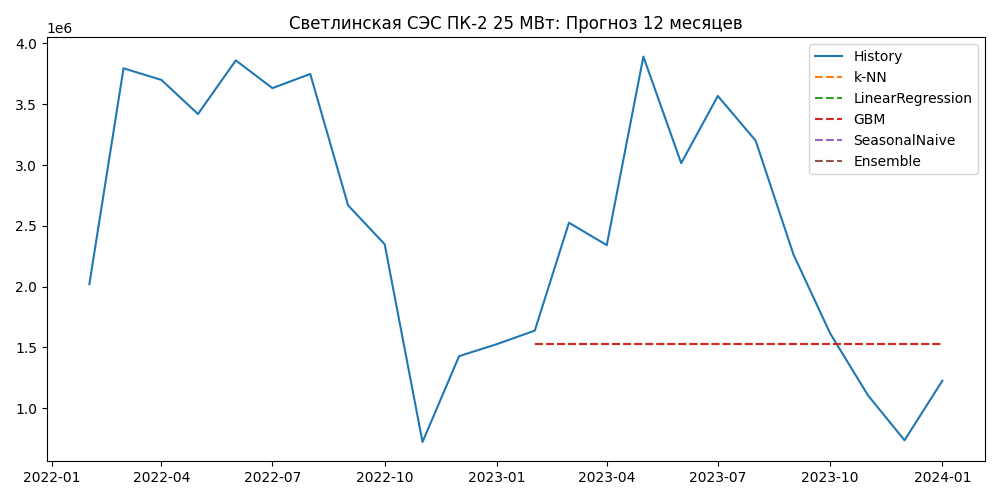 Светлинская СЭС ПК-2 25 МВт: Прогноз 12 месяцев
1e6
4.0
3.5
3.0
2.5
2.0
1.5
1.0
History
k-NN
LinearRegression
GBM
SeasonalNaive
Ensemble
2022-01 2022-04 2022-07 2022-10 2023-01 2023-04 2023-07 2023-10 2024-01